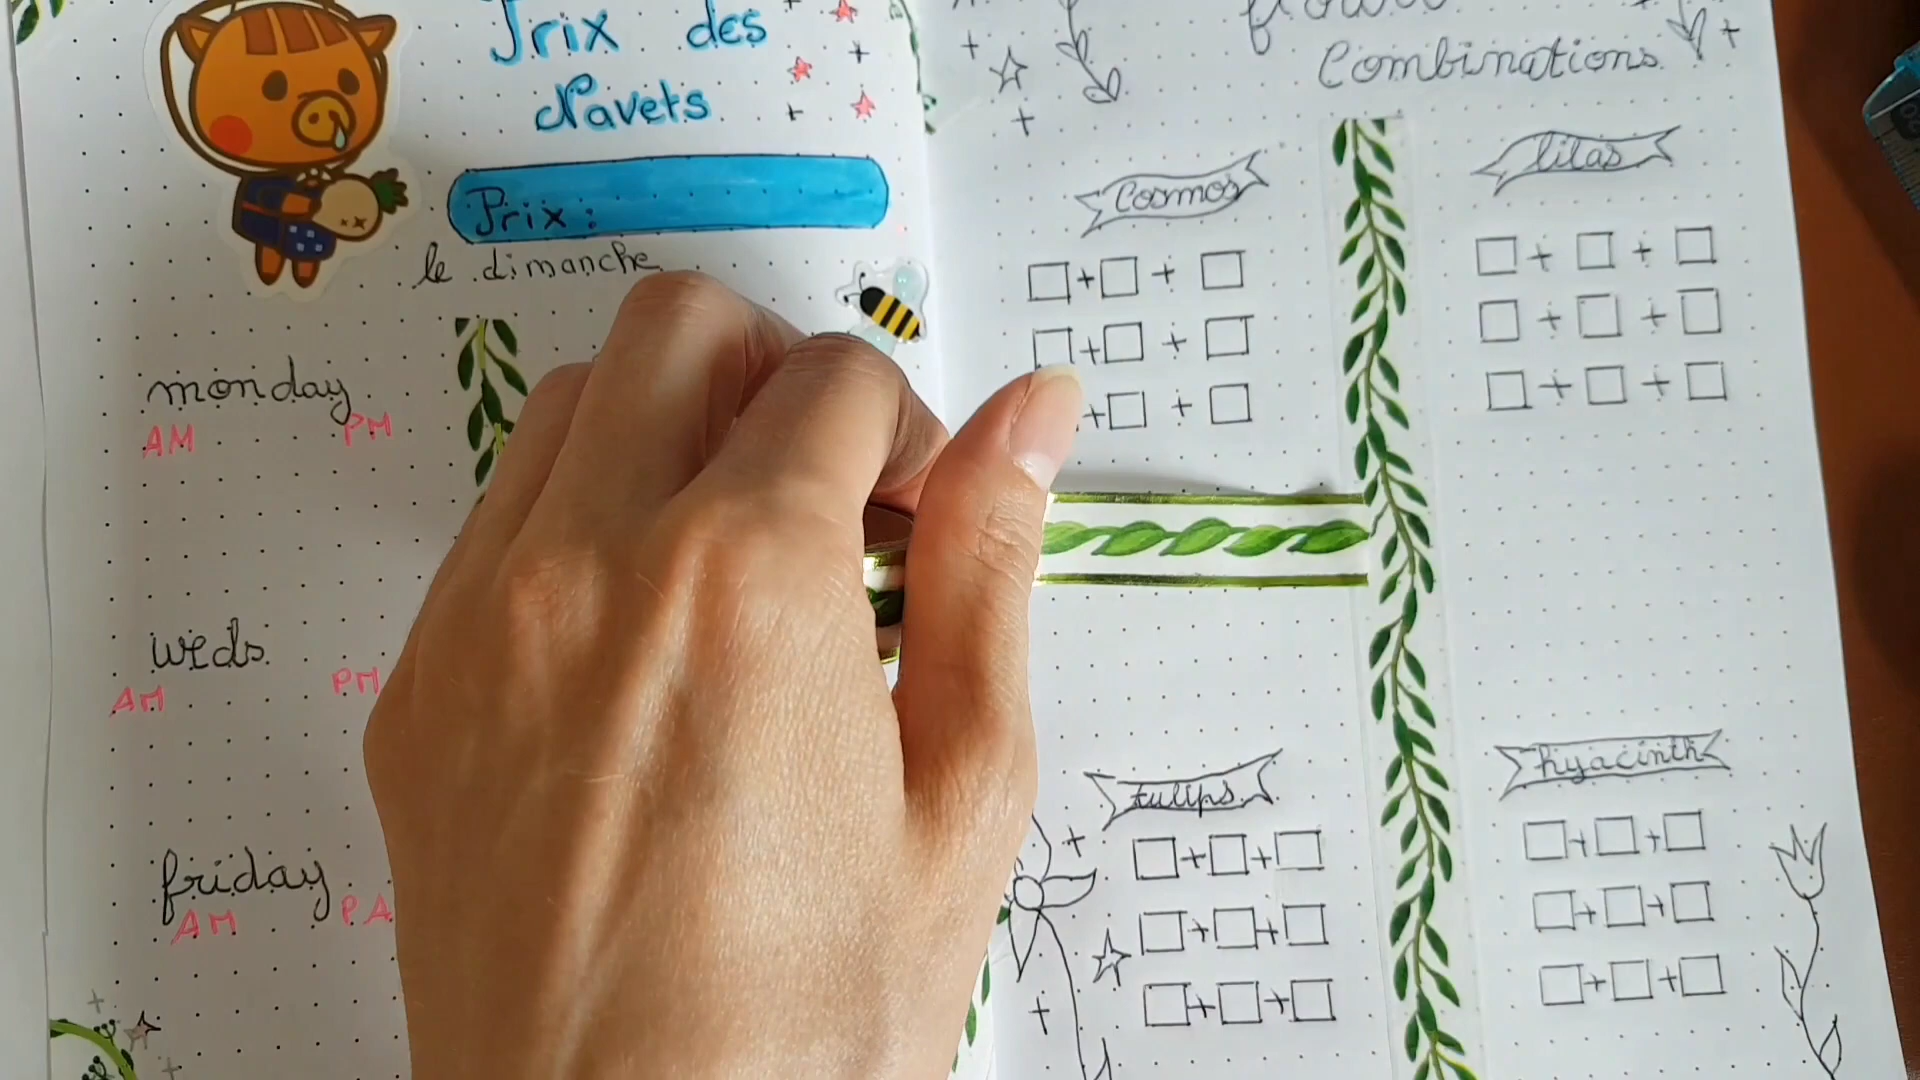 Prix des
Navets
Prix :
le dimanche
monday
AM PM
weds
AM PM
friday
AM
Combinations
Cosmos
lilas
□ + □ + □
□ + □ + □
□ + □ + □
□ + □ + □
□ + □ + □
+ □ + □
tulips
hyacinth
□ + □ + □
□ + □ + □
□ + □ + □
□ + □ + □
□ + □ + □
□ + □ + □